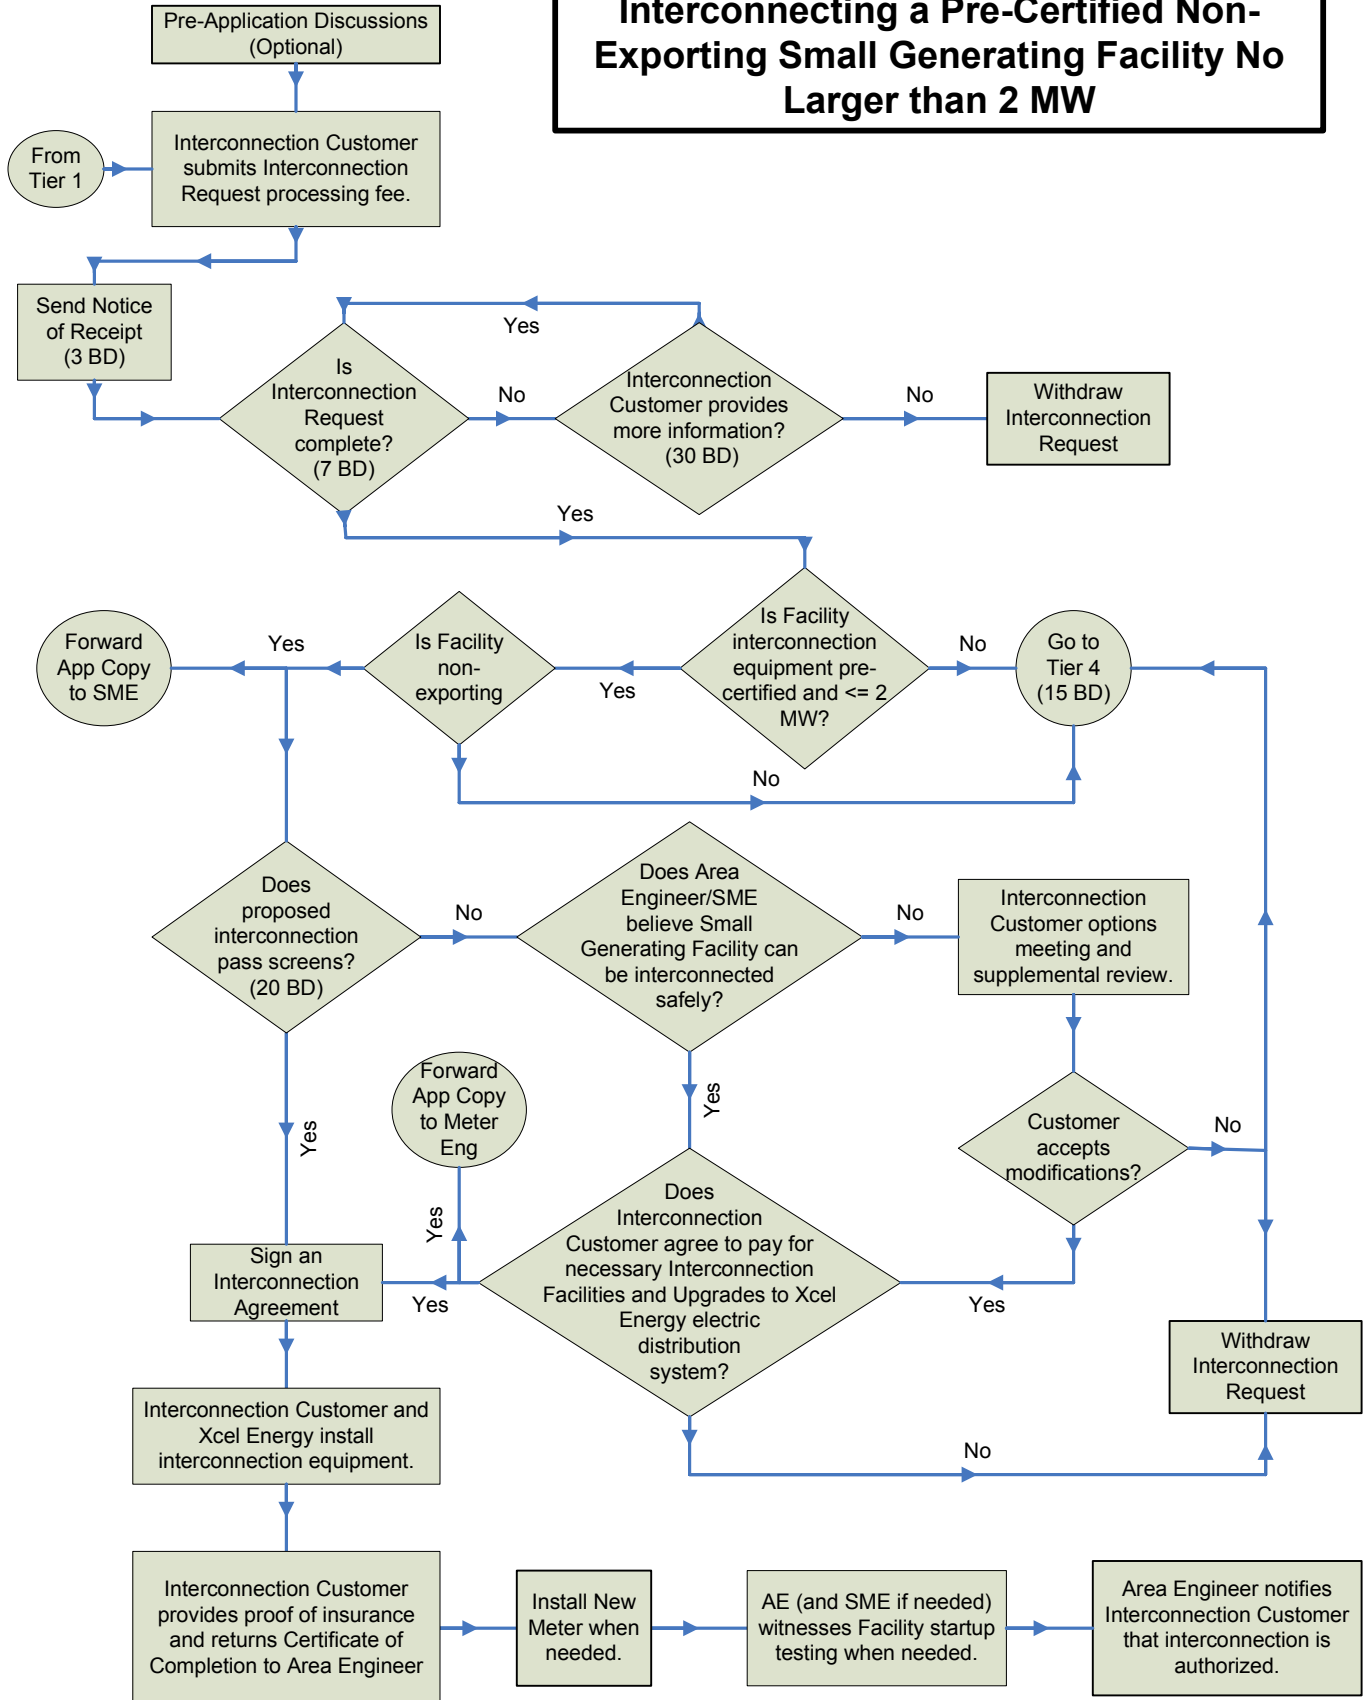 Pre-Application Discussions
(Optional)
Interconnecting a Pre-Certified Non-
Exporting Small Generating Facility No
Larger than 2 MW
From
Tier 1
Interconnection Customer
submits Interconnection
Request processing fee.
Send Notice
of Receipt
(3 BD)
Yes
Is
Interconnection
Request
complete?
(7 BD)
No
Interconnection
Customer provides
more information?
(30 BD)
No
Withdraw
Interconnection
Request
Yes
Forward
App Copy
to SME
Yes
Is Facility
non-
exporting
Yes
Is Facility
interconnection
equipment pre-
certified and <= 2
MW?
No
Go to
Tier 4
(15 BD)
No
Does
proposed
interconnection
pass screens?
(20 BD)
No
Does Area
Engineer/SME
believe Small
Generating Facility can
be interconnected
safely?
No
Interconnection
Customer options
meeting and
supplemental review.
Yes
Forward
App Copy
to Meter
Eng
Yes
Customer
accepts
modifications?
No
Yes
Sign an
Interconnection
Agreement
Yes
Does
Interconnection
Customer agree to pay for
necessary Interconnection
Facilities and Upgrades to Xcel
Energy electric
distribution
system?
Yes
Withdraw
Interconnection
Request
No
Interconnection Customer and
Xcel Energy install
interconnection equipment.
Interconnection Customer
provides proof of insurance
and returns Certificate of
Completion to Area Engineer
Install New
Meter when
needed.
AE (and SME if needed)
witnesses Facility startup
testing when needed.
Area Engineer notifies
Interconnection Customer
that interconnection is
authorized.